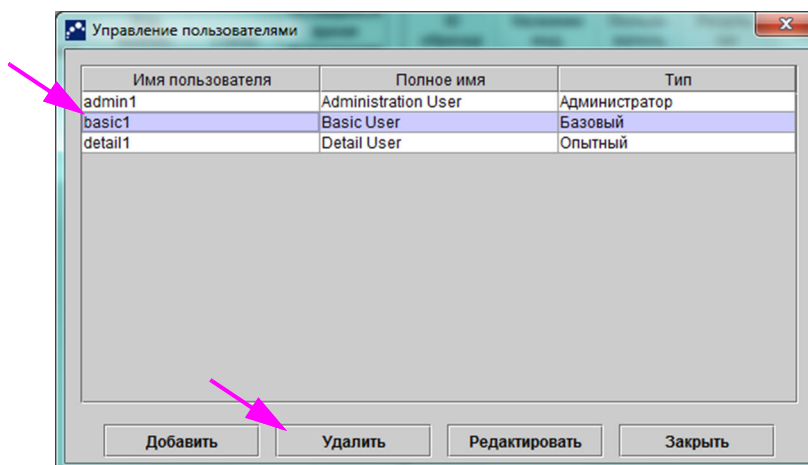 Управление пользователями
Имя пользователя Полное имя Тип
admin1 Administration User Администратор
basic1 Basic User Базовый
detail1 Detail User Опытный
Добавить Удалить Редактировать Закрыть